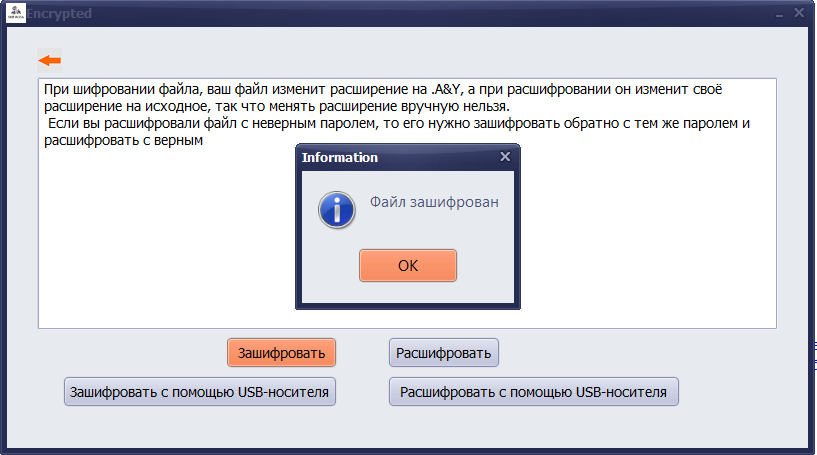 Encrypted
При шифровании файла, ваш файл изменит расширение на .A&Y, а при расшифровании он изменит своё
расширение на исходное, так что менять расширение вручную нельзя.
Если вы расшифровали файл с неверным паролем, то его нужно зашифровать обратно с тем же паролем и
расшифровать с верным
Information
Файл зашифрован
OK
Зашифровать
Расшифровать
Зашифровать с помощью USB-носителя
Расшифровать с помощью USB-носителя